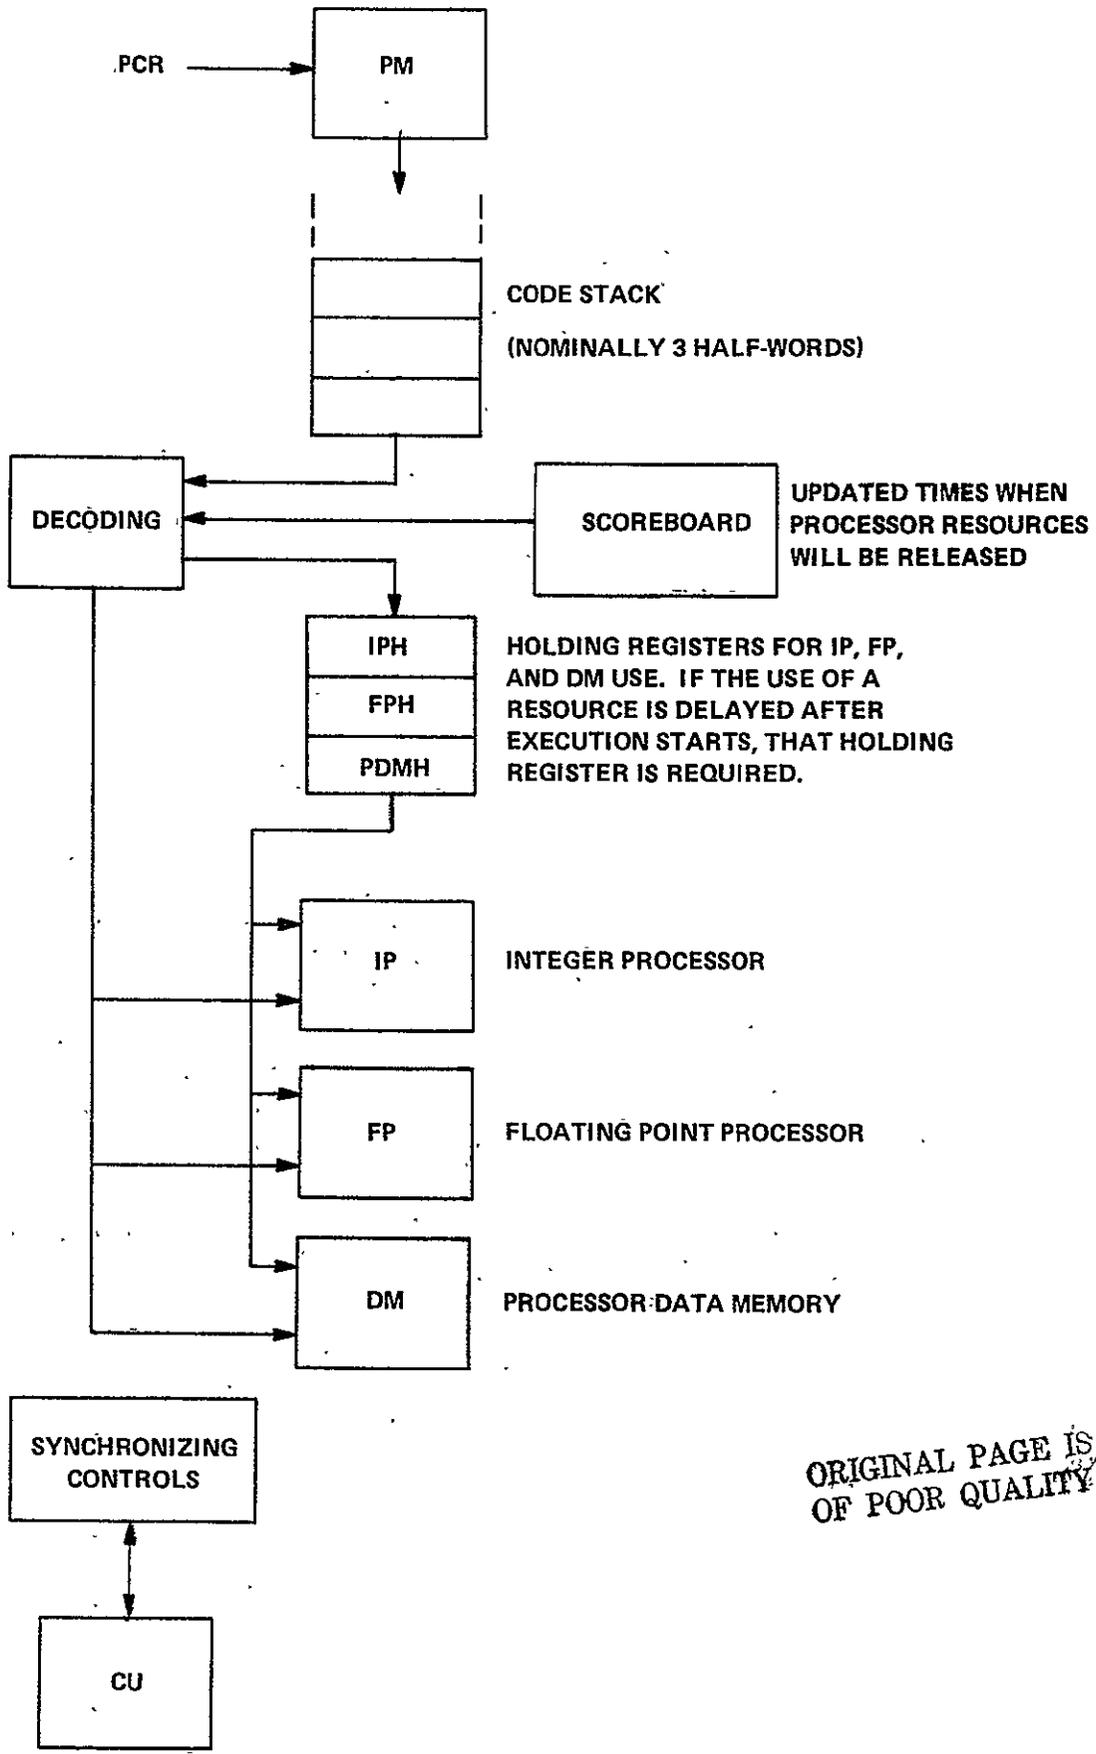 PCR
PM
CODE STACK
(NOMINALLY 3 HALF-WORDS)
DECODING
SCOREBOARD
UPDATED TIMES WHEN
PROCESSOR RESOURCES
WILL BE RELEASED
IPH
FPH
PDMH
HOLDING REGISTERS FOR IP, FP,
AND DM USE. IF THE USE OF A
RESOURCE IS DELAYED AFTER
EXECUTION STARTS, THAT HOLDING
REGISTER IS REQUIRED.
IP
INTEGER PROCESSOR
FP
FLOATING POINT PROCESSOR
DM
PROCESSOR DATA MEMORY
SYNCHRONIZING
CONTROLS
CU
ORIGINAL PAGE IS
OF POOR QUALITY